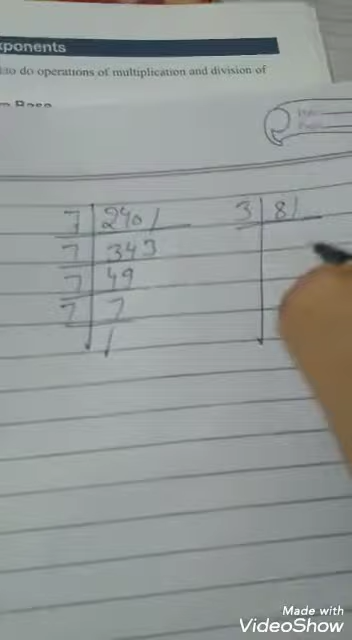 xponents
to do operations of multiplication and division of
7 2401 3 81
7 343
7 49
7 7
1
Made with
VideoShow